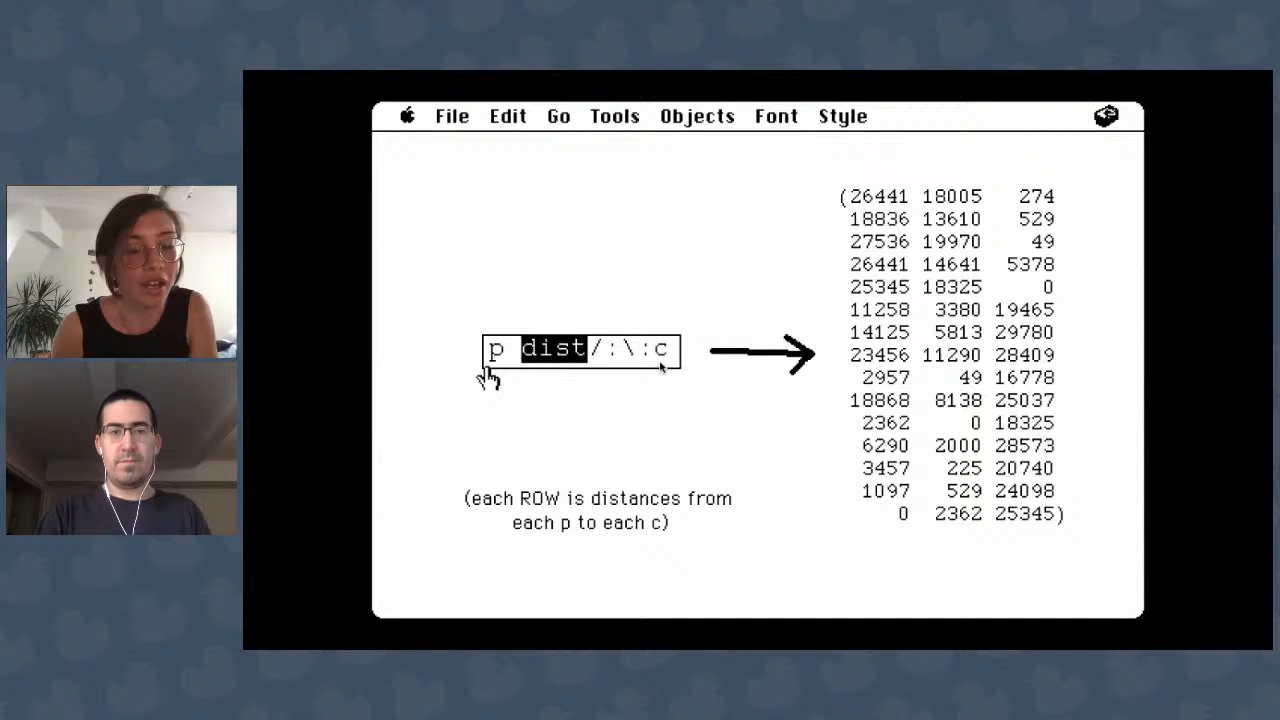 File Edit Go Tools Objects Font Style
p dist/:\:c
(each ROW is distances from
each p to each c)
(26441 18005 274
18836 13610 529
27536 19970 49
26441 14641 5378
25345 18325 0
11258 3380 19465
14125 5813 29780
23456 11290 28409
2957 49 16778
18868 8138 25037
2362 0 18325
6290 2000 28573
3457 225 20740
1097 529 24098
0 2362 25345)